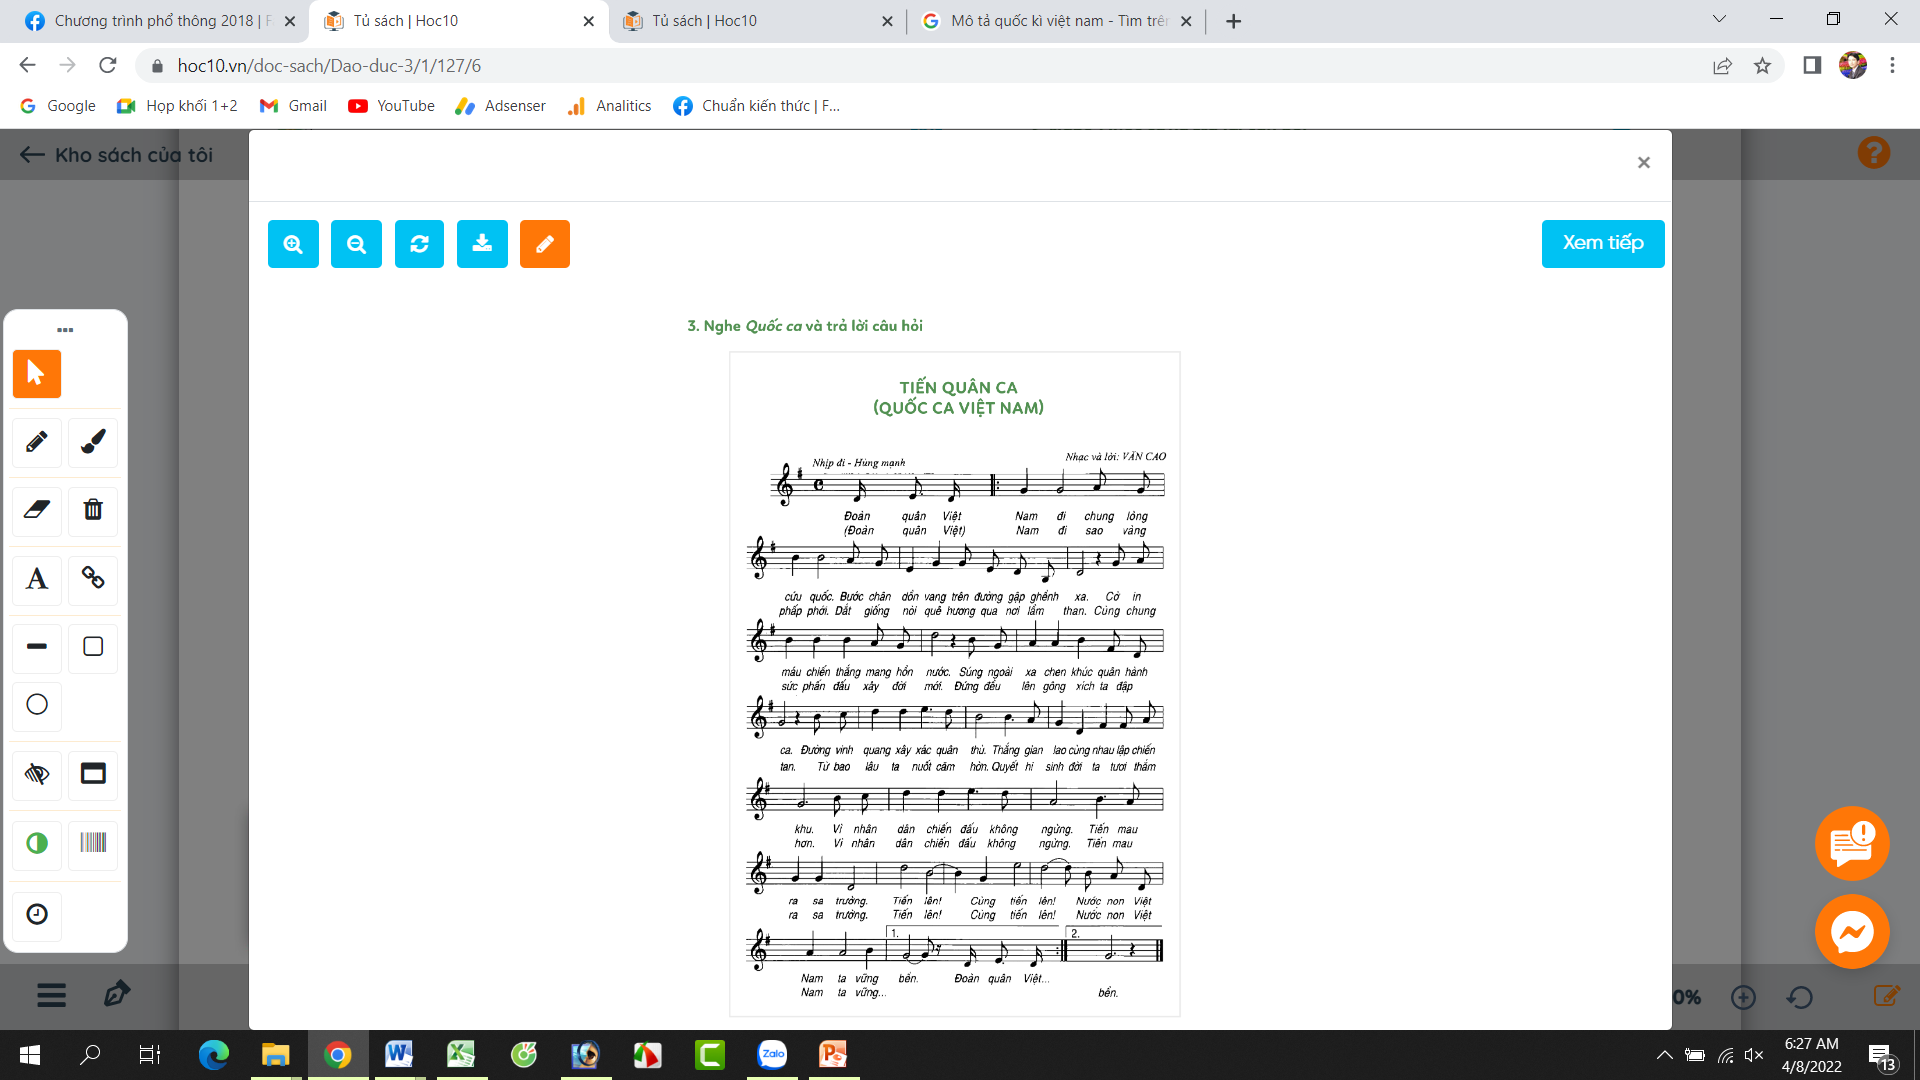 Chương trình phổ thông 2018 | F
Tủ sách | Hoc10
Tủ sách | Hoc10
Mô tả quốc kì việt nam - Tìm trên
hoc10.vn/doc-sach/Dao-duc-3/1/127/6
Google
Họp khối 1+2
Gmail
YouTube
Adsenser
Analitics
Chuẩn kiến thức | F...
Kho sách của tôi
Xem tiếp
3. Nghe Quốc ca và trả lời câu hỏi
TIẾN QUÂN CA
(QUỐC CA VIỆT NAM)
Nhịp đi - Hùng mạnh
Nhạc và lời: VĂN CAO
Đoàn quân Việt Nam đi chung lòng
(Đoàn quân Việt) Nam đi sao vàng
cứu quốc. Bước chân dồn vang trên đường gập ghềnh xa. Cờ in
phấp phới. Dắt giống nòi quê hương qua nơi lầm than. Cùng chung
máu chiến thắng mang hồn nước. Súng ngoài xa chen khúc quân hành
sức phấn đấu xây đời mới. Đứng đều lên gông xích ta đập
ca. Đường vinh quang xây xác quân thù. Thắng gian lao cùng nhau lập chiến
tan. Từ bao lâu ta nuốt căm hờn. Quyết hi sinh đời ta tươi thắm
khu. Vì nhân dân chiến đấu không ngừng. Tiến mau
hơn. Vì nhân dân chiến đấu không ngừng. Tiến mau
ra sa trường. Tiến lên! Cùng tiến lên! Nước non Việt
ra sa trường. Tiến lên! Cùng tiến lên! Nước non Việt
1.
2.
Nam ta vững bền. Đoàn quân Việt...
Nam ta vững... bền.
0%
Zalo
6:27 AM
4/8/2022
13